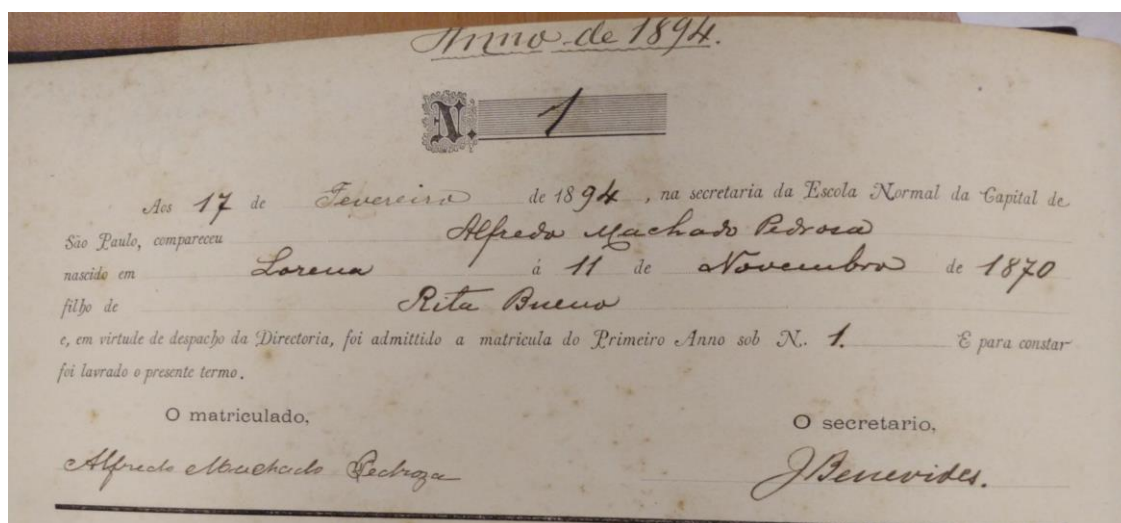 Anno de 1894.
N. 1
Aos 17 de Fevereiro de 1894, na secretaria da Escola Normal da Capital de
São Paulo, compareceu Alfredo Machado Pedrosa
nascido em Lorena á 11 de Novembro de 1870
filho de Rita Bueno
e, em virtude de despacho da Directoria, foi admittido a matricula do Primeiro Anno sob N. 1. E para constar
foi lavrado o presente termo.
O matriculado, O secretario,
Alfredo Machado Pedroza J Benevides.